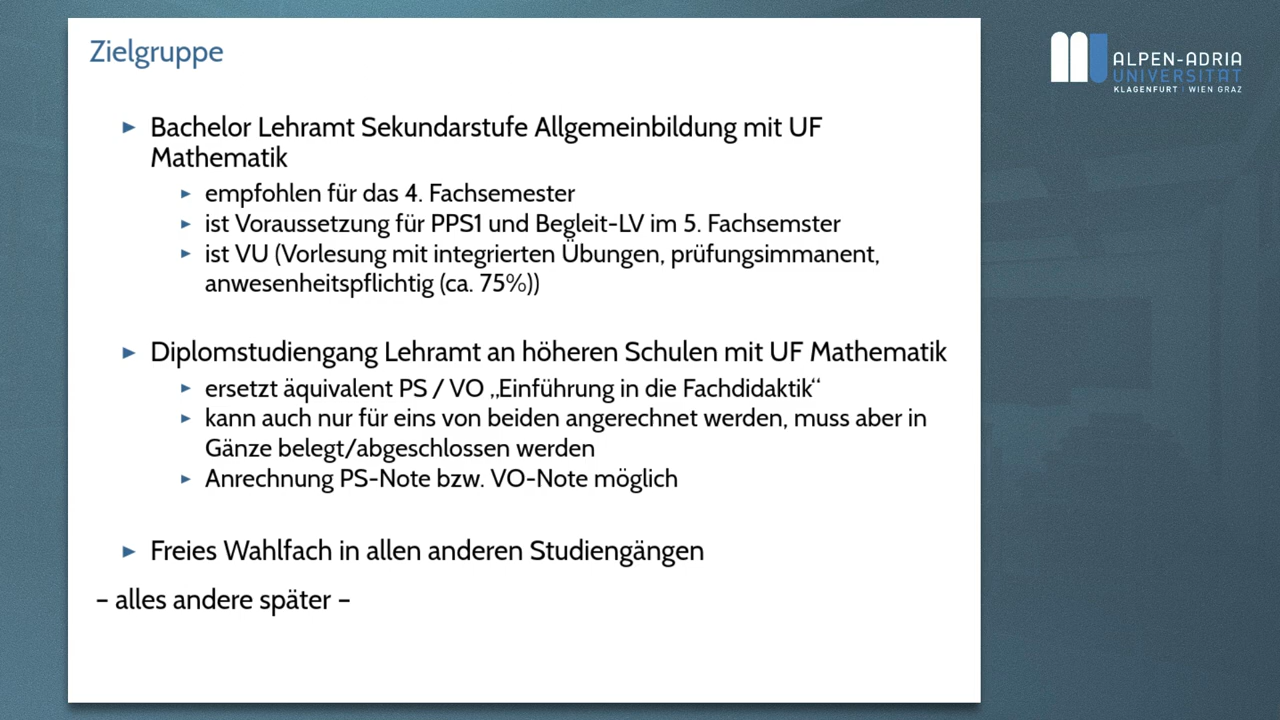 Zielgruppe
Bachelor Lehramt Sekundarstufe Allgemeinbildung mit UF
Mathematik
empfohlen für das 4. Fachsemester
ist Voraussetzung für PPS1 und Begleit-LV im 5. Fachsemster
ist VU (Vorlesung mit integrierten Übungen, prüfungsimmanent,
anwesenheitspflichtig (ca. 75%))
Diplomstudiengang Lehramt an höheren Schulen mit UF Mathematik
ersetzt äquivalent PS / VO „Einführung in die Fachdidaktik“
kann auch nur für eins von beiden angerechnet werden, muss aber in
Gänze belegt/abgeschlossen werden
Anrechnung PS-Note bzw. VO-Note möglich
Freies Wahlfach in allen anderen Studiengängen
– alles andere später –
ALPEN-ADRIA
UNIVERSITÄT
KLAGENFURT | WIEN GRAZ